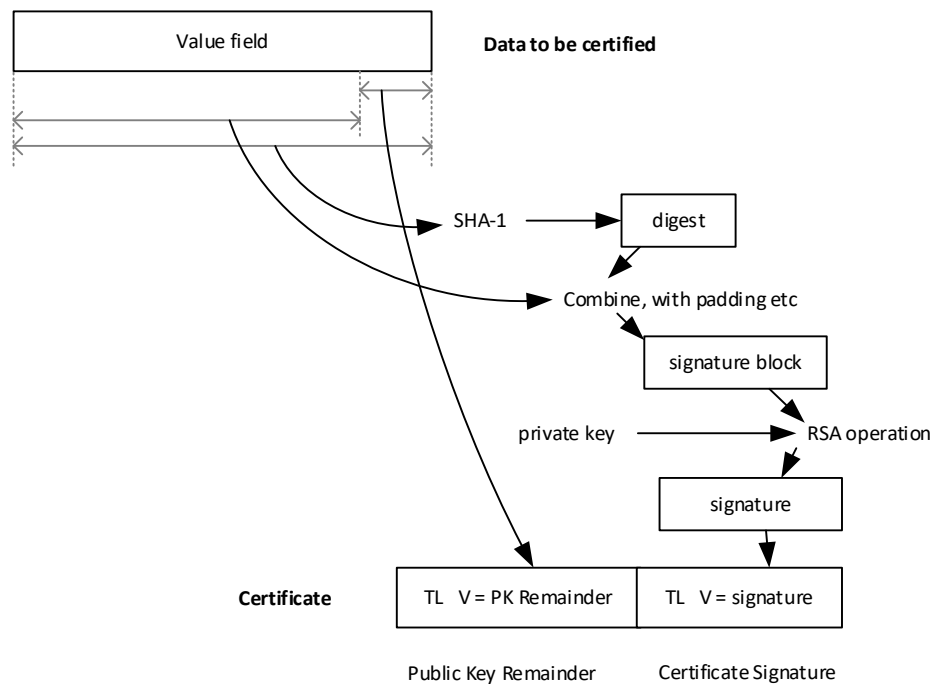 Value field
Data to be certified
SHA-1
digest
Combine, with padding etc
signature block
private key
RSA operation
signature
Certificate
TL V = PK Remainder
TL V = signature
Public Key Remainder
Certificate Signature